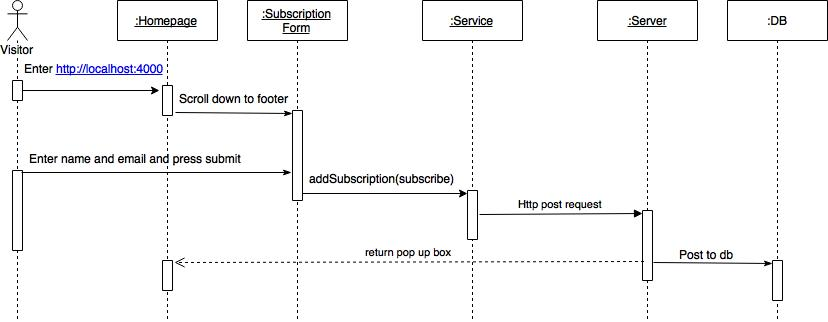 :Homepage
:Subscription
Form
:Service
:Server
:DB
Visitor
Enter http://localhost:4000
Scroll down to footer
Enter name and email and press submit
addSubscription(subscribe)
Http post request
return pop up box
Post to db